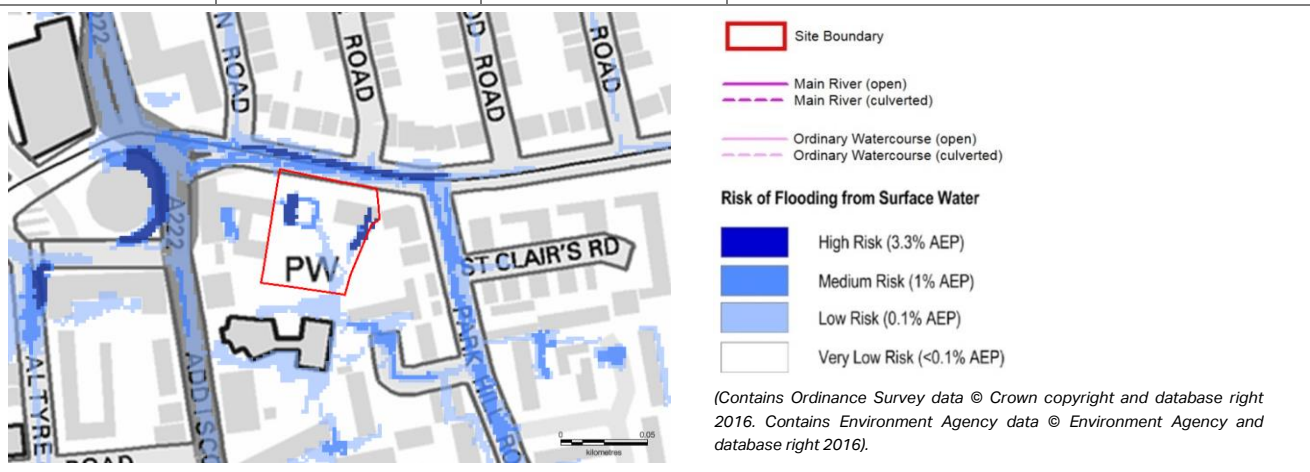 A222
N ROAD
ROAD
OD ROAD
ROAD
A222
PW
ST CLAIR'S RD
PARK HILL RO
ALTYRE
ADDISC
ROAD
0 0.05
kilometres
Site Boundary
Main River (open)
Main River (culverted)
Ordinary Watercourse (open)
Ordinary Watercourse (culverted)
Risk of Flooding from Surface Water
High Risk (3.3% AEP)
Medium Risk (1% AEP)
Low Risk (0.1% AEP)
Very Low Risk (<0.1% AEP)
(Contains Ordinance Survey data © Crown copyright and database right
2016. Contains Environment Agency data © Environment Agency and
database right 2016).